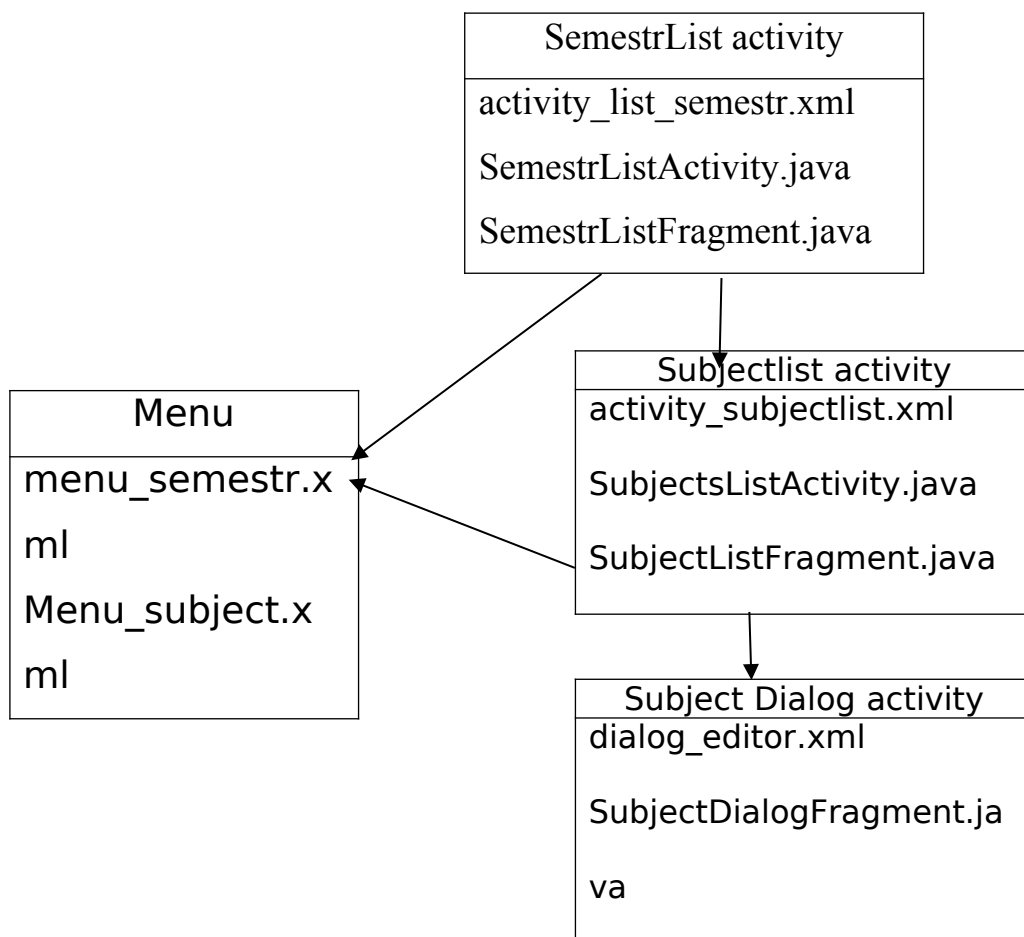 SemestrList activity
activity_list_semestr.xml
SemestrListActivity.java
SemestrListFragment.java
Subjectlist activity
activity_subjectlist.xml
SubjectsListActivity.java
SubjectListFragment.java
Menu
menu_semestr.x
ml
Menu_subject.x
ml
Subject Dialog activity
dialog_editor.xml
SubjectDialogFragment.ja
va